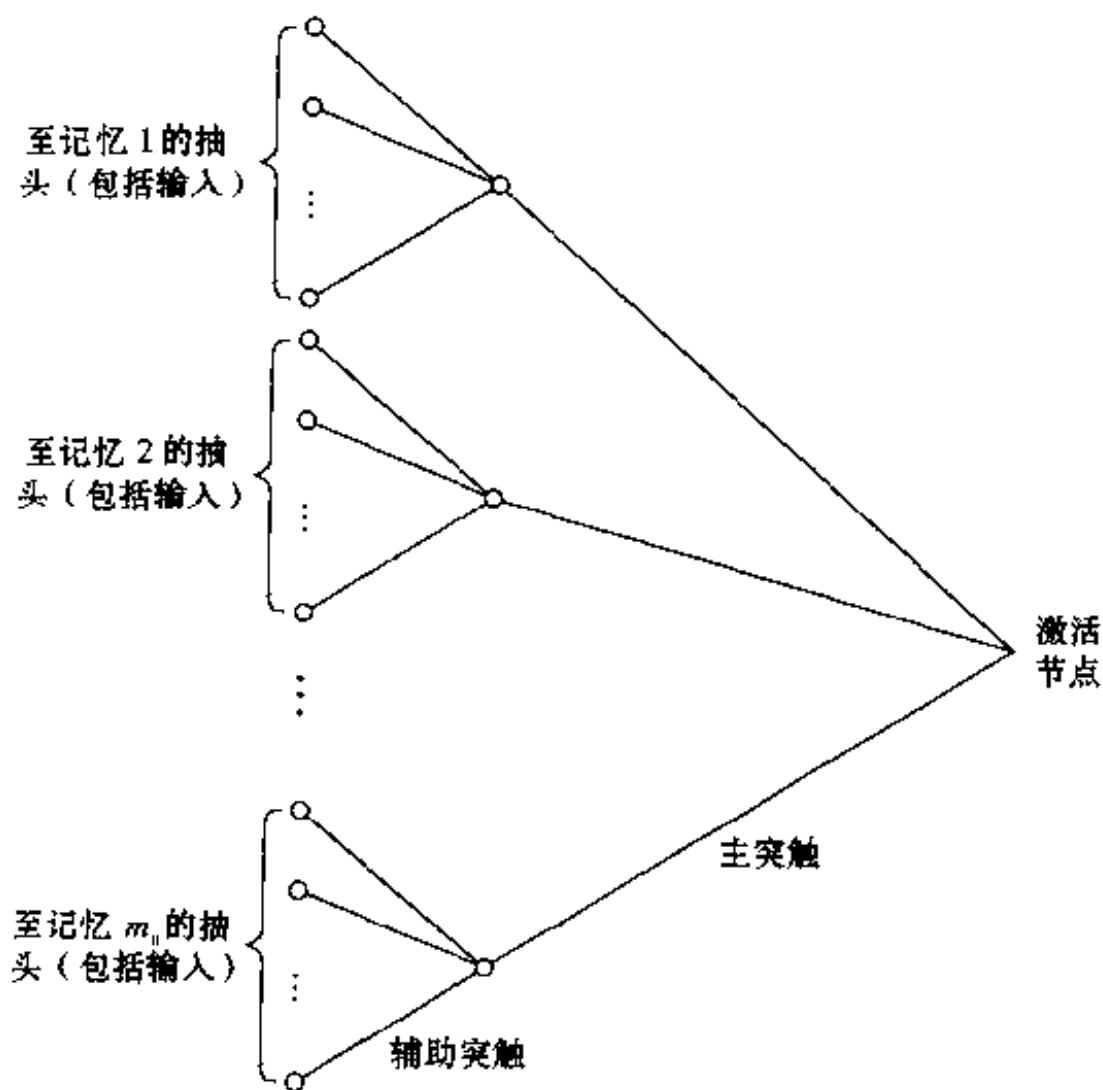 至记忆 1 的抽
头（包括输入）
...
至记忆 2 的抽
头（包括输入）
...
激活
节点
主突触
至记忆 m₀ 的抽
头（包括输入）
...
辅助突触